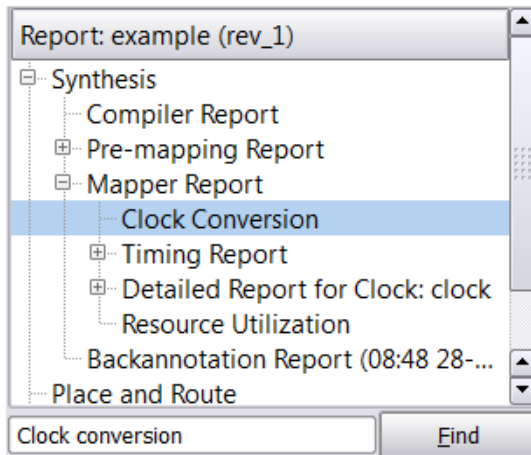 Report: example (rev_1)
Synthesis
Compiler Report
Pre-mapping Report
Mapper Report
Clock Conversion
Timing Report
Detailed Report for Clock: clock
Resource Utilization
Backannotation Report (08:48 28-...
Place and Route
Clock conversion
Find